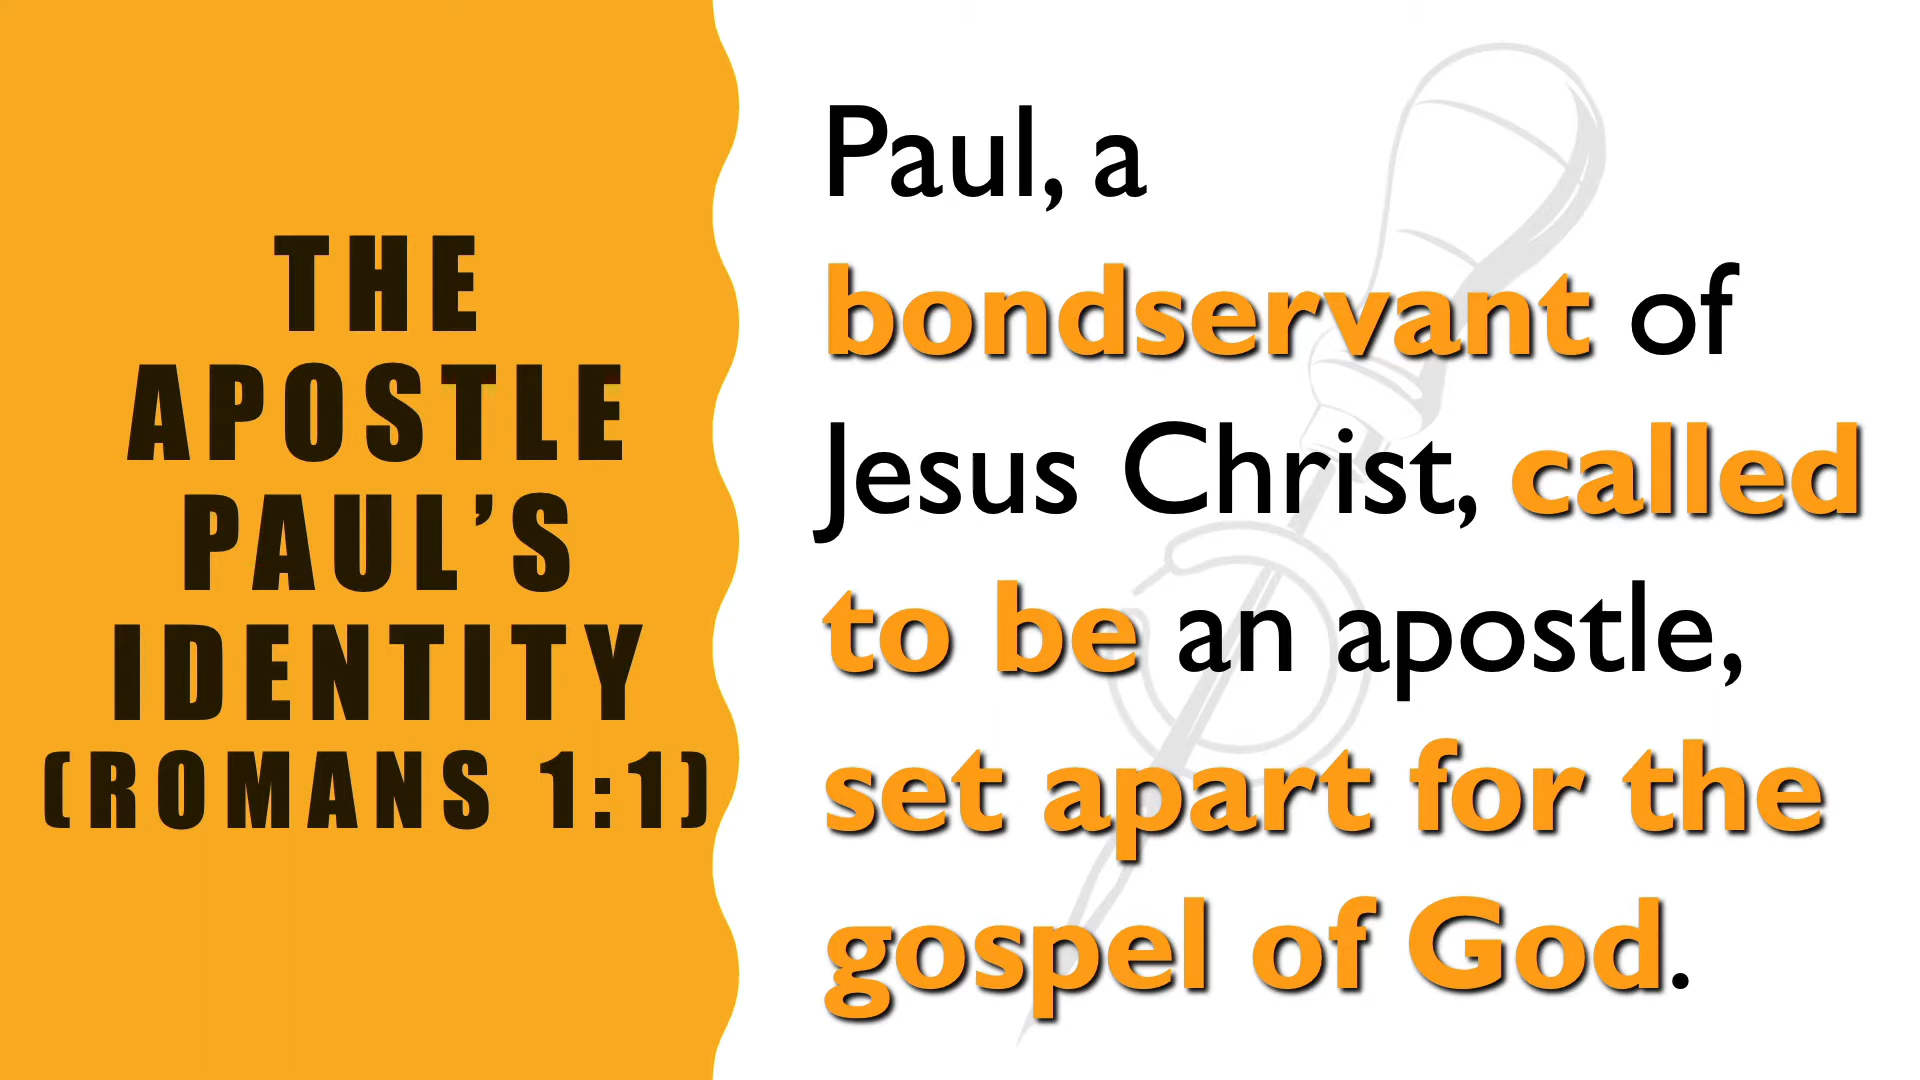 THE
APOSTLE
PAUL’S
IDENTITY
(ROMANS 1:1)
Paul, a
bondservant of
Jesus Christ, called
to be an apostle,
set apart for the
gospel of God.